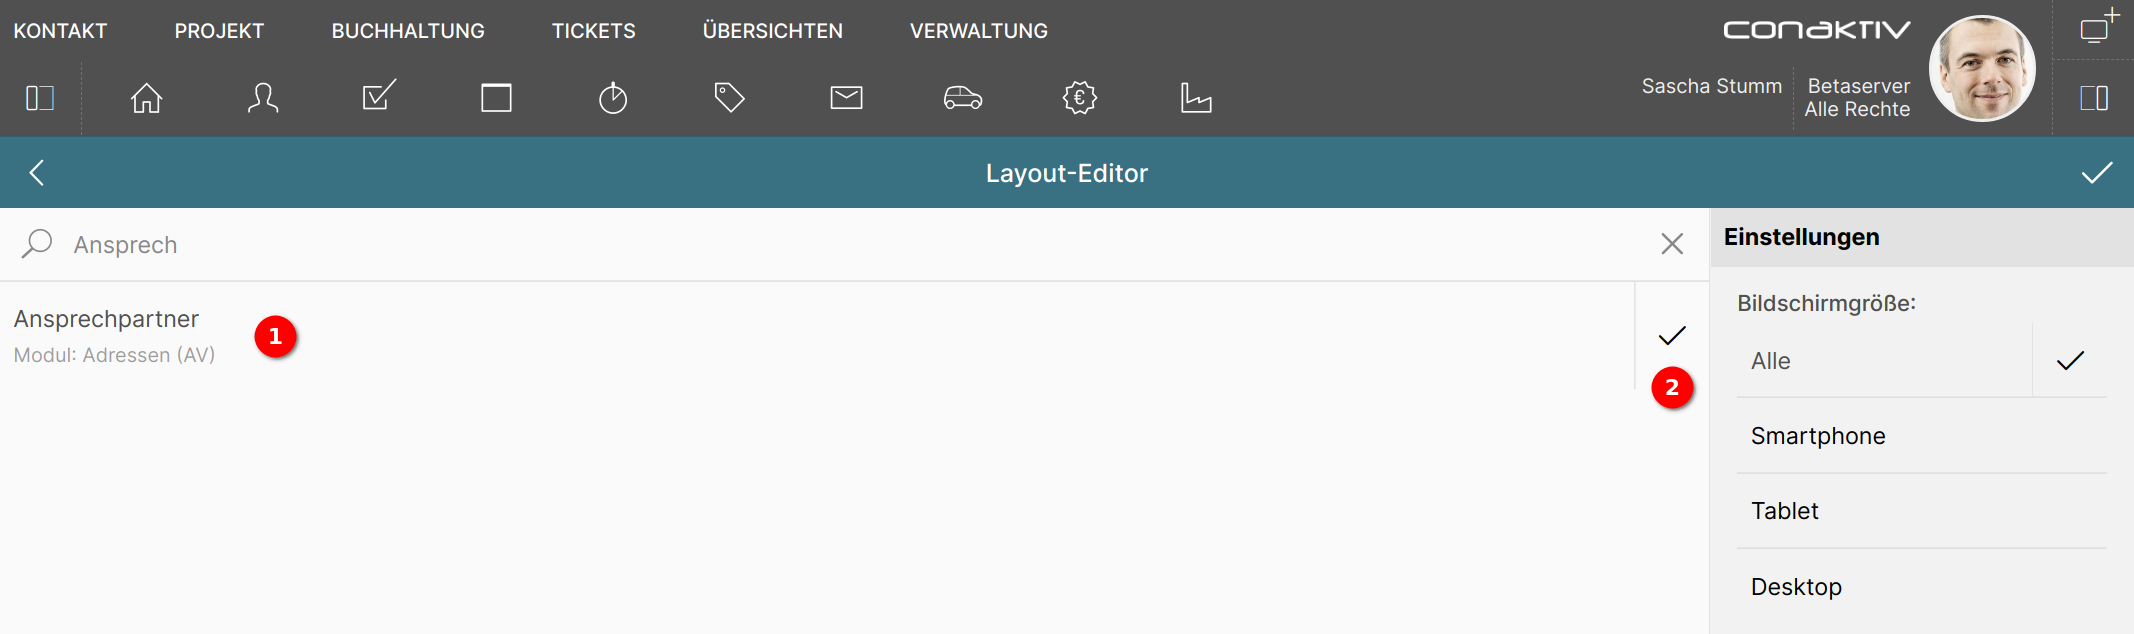 KONTAKT PROJEKT BUCHHALTUNG TICKETS ÜBERSICHTEN VERWALTUNG
conaktiv
Sascha Stumm
Betaserver
Alle Rechte
€
Layout-Editor
Ansprech
Ansprechpartner
Modul: Adressen (AV)
1
2
Einstellungen
Bildschirmgröße:
Alle
Smartphone
Tablet
Desktop